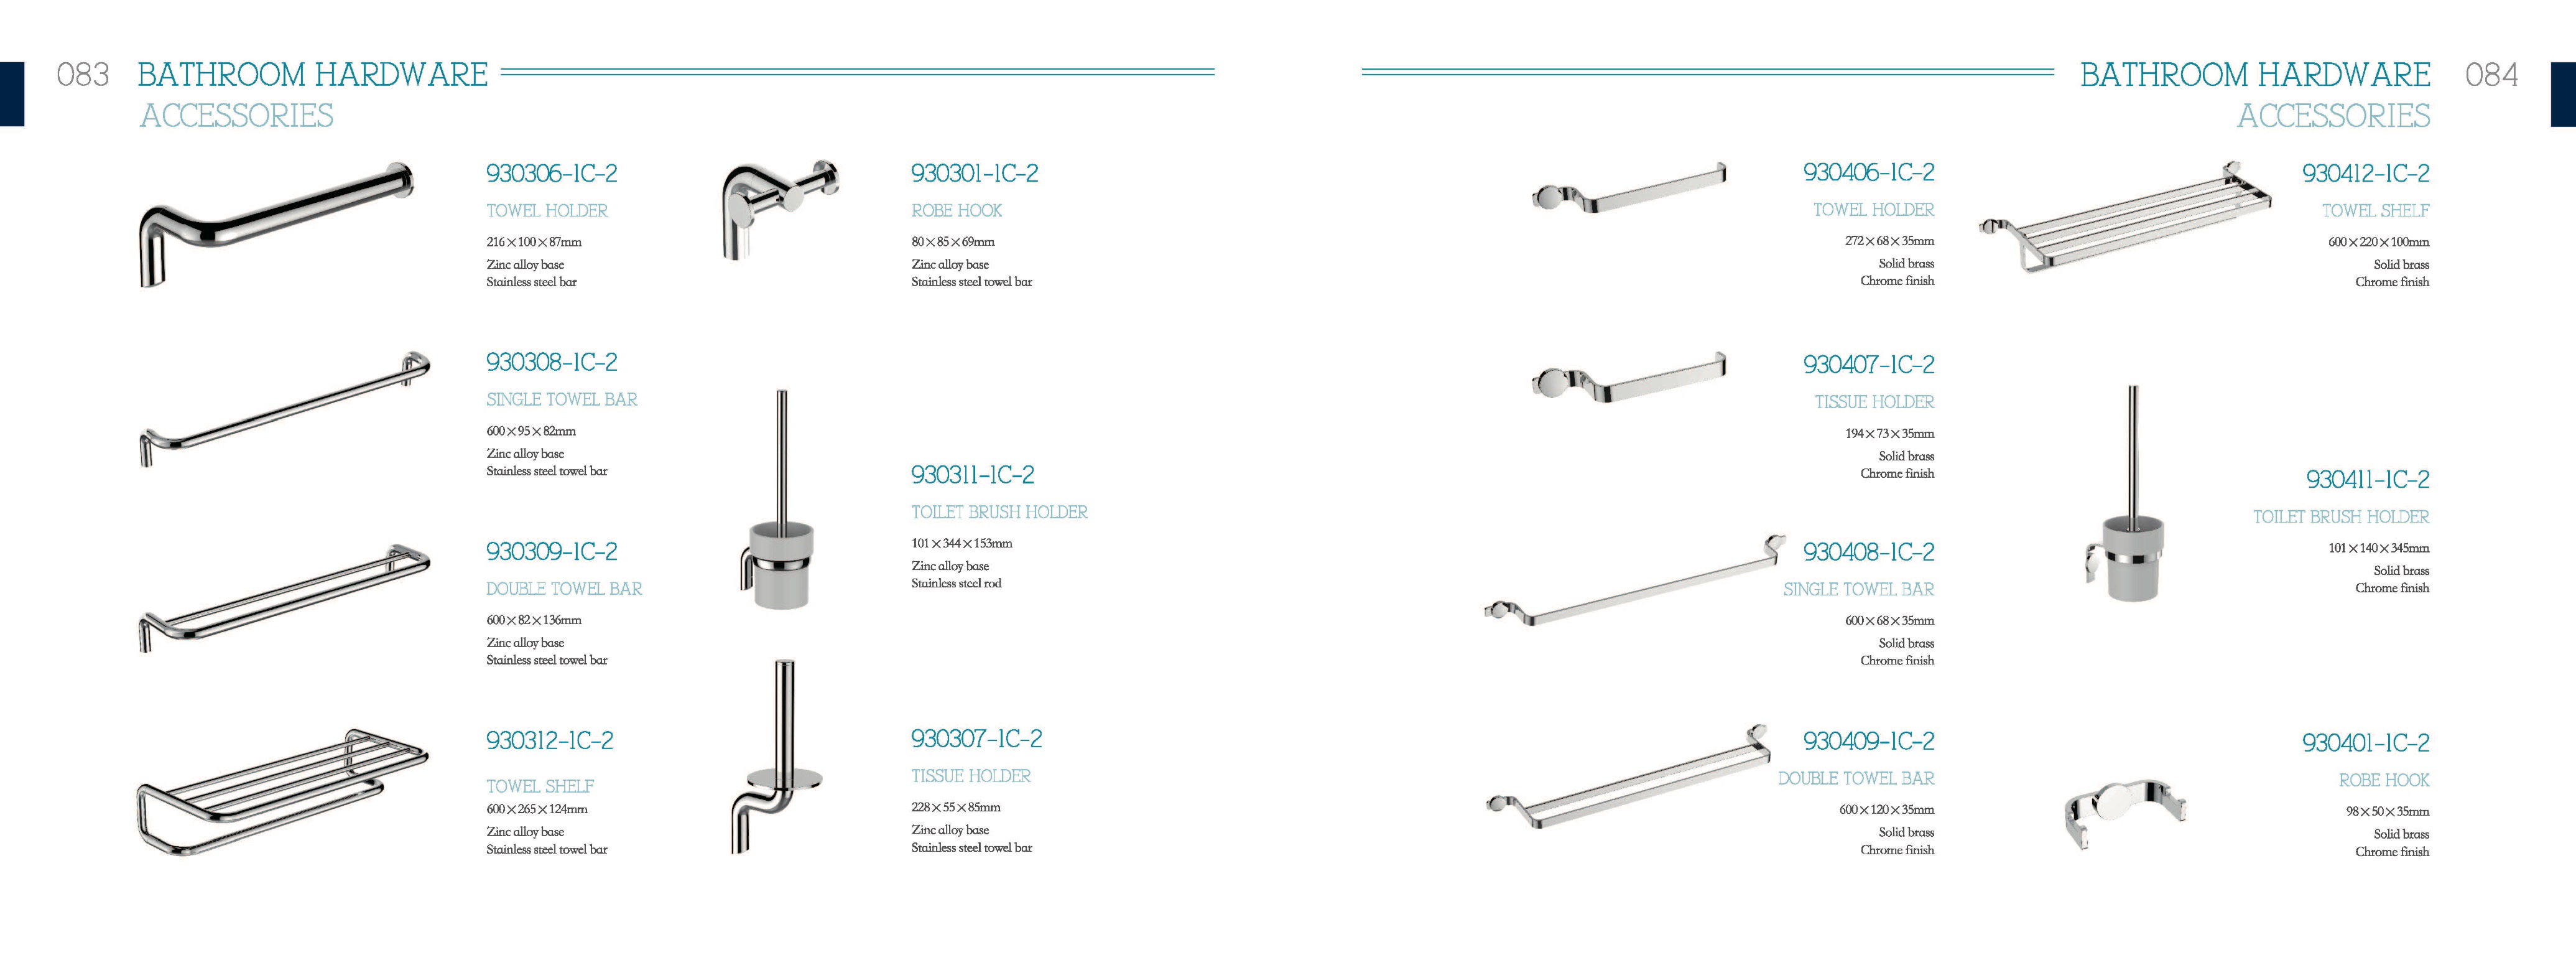 083 BATHROOM HARDWARE
ACCESSORIES
930306-1C-2
TOWEL HOLDER
216×100×87mm
Zinc alloy base
Stainless steel bar
930308-1C-2
SINGLE TOWEL BAR
600×95×82mm
Zinc alloy base
Stainless steel towel bar
930309-1C-2
DOUBLE TOWEL BAR
600×82×136mm
Zinc alloy base
Stainless steel towel bar
930312-1C-2
TOWEL SHELF
600×265×124mm
Zinc alloy base
Stainless steel towel bar
930301-1C-2
ROBE HOOK
80×85×69mm
Zinc alloy base
Stainless steel towel bar
930311-1C-2
TOILET BRUSH HOLDER
101×344×153mm
Zinc alloy base
Stainless steel rod
930307-1C-2
TISSUE HOLDER
228×55×85mm
Zinc alloy base
Stainless steel towel bar
BATHROOM HARDWARE 084
ACCESSORIES
930406-1C-2
TOWEL HOLDER
272×68×35mm
Solid brass
Chrome finish
930407-1C-2
TISSUE HOLDER
194×73×35mm
Solid brass
Chrome finish
930408-1C-2
SINGLE TOWEL BAR
600×68×35mm
Solid brass
Chrome finish
930409-1C-2
DOUBLE TOWEL BAR
600×120×35mm
Solid brass
Chrome finish
930412-1C-2
TOWEL SHELF
600×220×100mm
Solid brass
Chrome finish
930411-1C-2
TOILET BRUSH HOLDER
101×140×345mm
Solid brass
Chrome finish
930401-1C-2
ROBE HOOK
98×50×35mm
Solid brass
Chrome finish